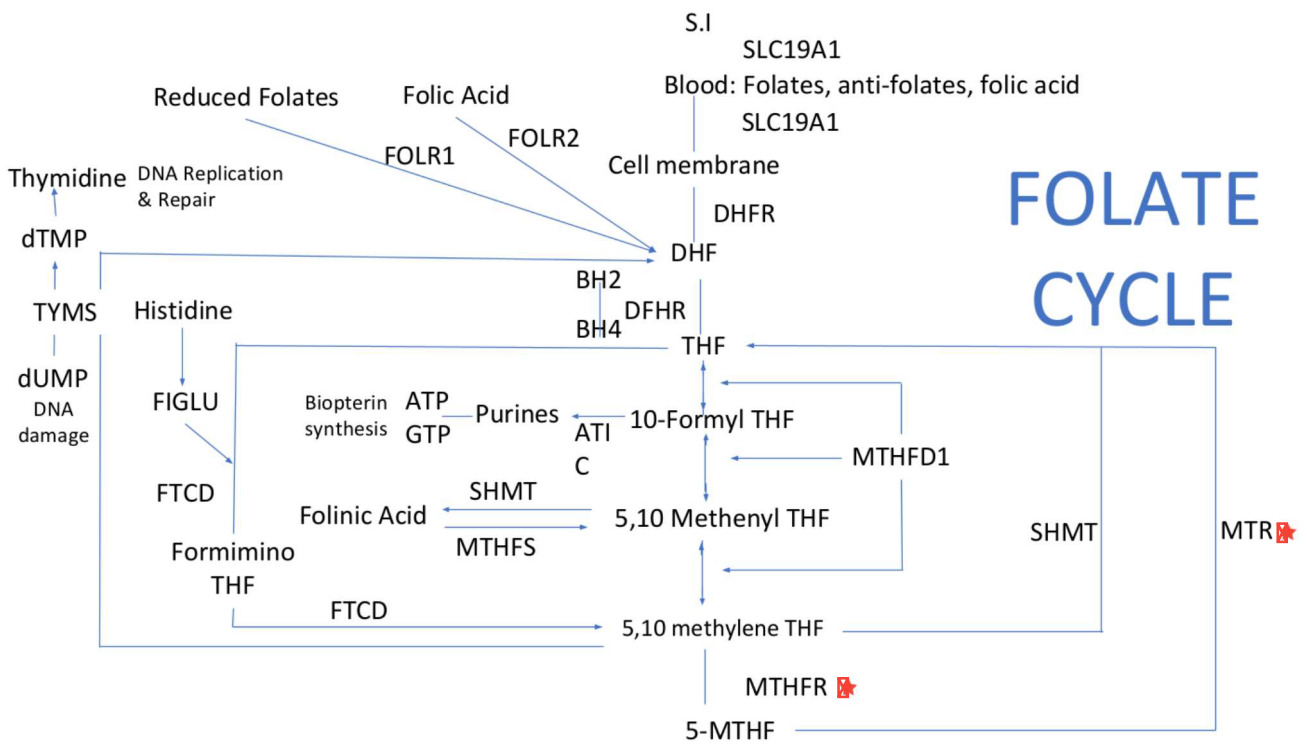 S.I
SLC19A1
Blood: Folates, anti-folates, folic acid
SLC19A1
Reduced Folates
Folic Acid
FOLR1
FOLR2
Cell membrane
DHFR
DHF
FOLATE
CYCLE
Thymidine
DNA Replication
& Repair
dTMP
TYMS
dUMP
DNA
damage
Histidine
FIGLU
FTCD
Formimino
THF
FTCD
BH2
BH4
DFHR
THF
Biopterin
synthesis
ATP
GTP
Purines
ATI
C
10-Formyl THF
MTHFD1
Folinic Acid
SHMT
MTHFS
5,10 Methenyl THF
SHMT
MTR
5,10 methylene THF
MTHFR
5-MTHF